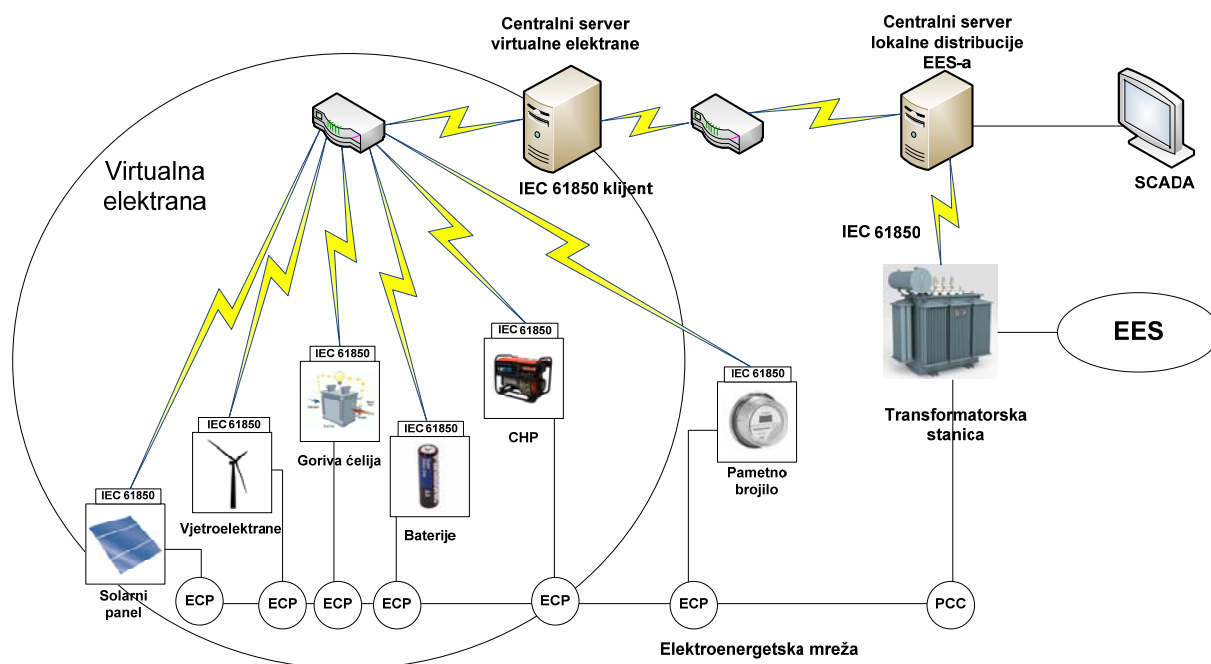 Centralni server
virtualne elektrane
Centralni server
lokalne distribucije
EES-a
Virtualna
elektrana
IEC 61850 klijent
SCADA
IEC 61850
IEC 61850
CHP
IEC 61850
Goriva ćelija
IEC 61850
Pametno
brojilo
EES
Transformatorska
stanica
IEC 61850
Vjetroelektrane
IEC 61850
Baterije
IEC 61850
Solarni
panel
ECP
ECP
ECP
ECP
ECP
ECP
PCC
Elektroenergetska mreža